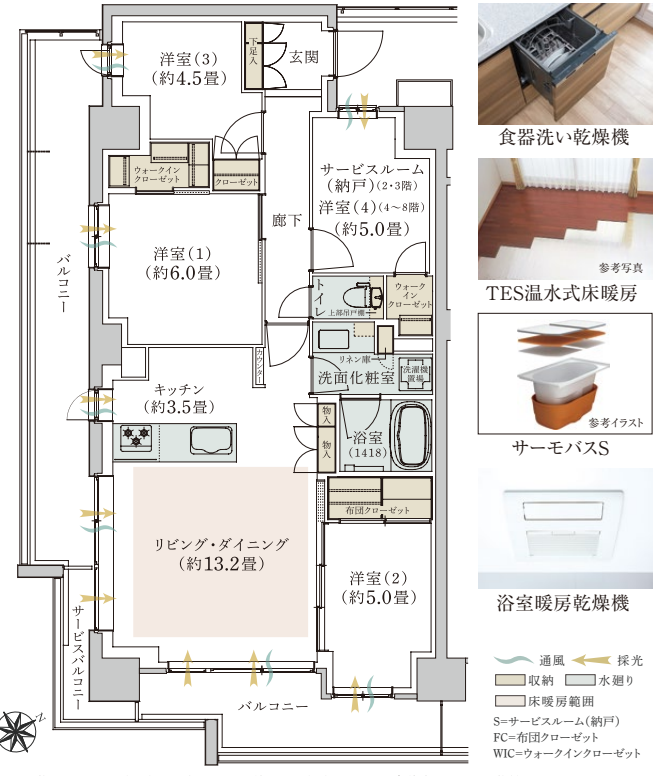 洋室(3)
(約4.5畳)
下足入
玄関
ウォークイン
クローゼット
クローゼット
サービスルーム
(納戸)(2・3階)
洋室(4)(4～8階)
(約5.0畳)
廊下
洋室(1)
(約6.0畳)
バルコニー
トイレ
上部吊戸棚
ウォーク
イン
クローゼット
カウンター
リネン庫
洗面化粧室
洗濯機
置場
キッチン
(約3.5畳)
物入
物入
浴室
(1418)
布団クローゼット
リビング・ダイニング
(約13.2畳)
洋室(2)
(約5.0畳)
サービスバルコニー
バルコニー
N
食器洗い乾燥機
参考写真
TES温水式床暖房
参考イラスト
サーモバスS
浴室暖房乾燥機
通風 採光
収納 水廻り
床暖房範囲
S=サービスルーム(納戸)
FC=布団クローゼット
WIC=ウォークインクローゼット